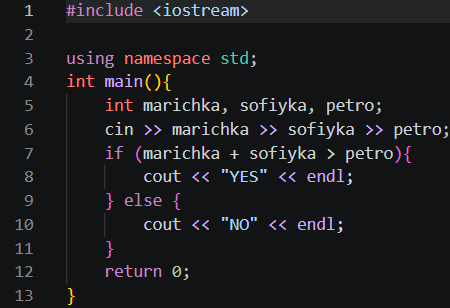 1 #include <iostream>
2
3 using namespace std;
4 int main(){
5 int marichka, sofiyka, petro;
6 cin >> marichka >> sofiyka >> petro;
7 if (marichka + sofiyka > petro){
8 cout << "YES" << endl;
9 } else {
10 cout << "NO" << endl;
11 }
12 return 0;
13 }